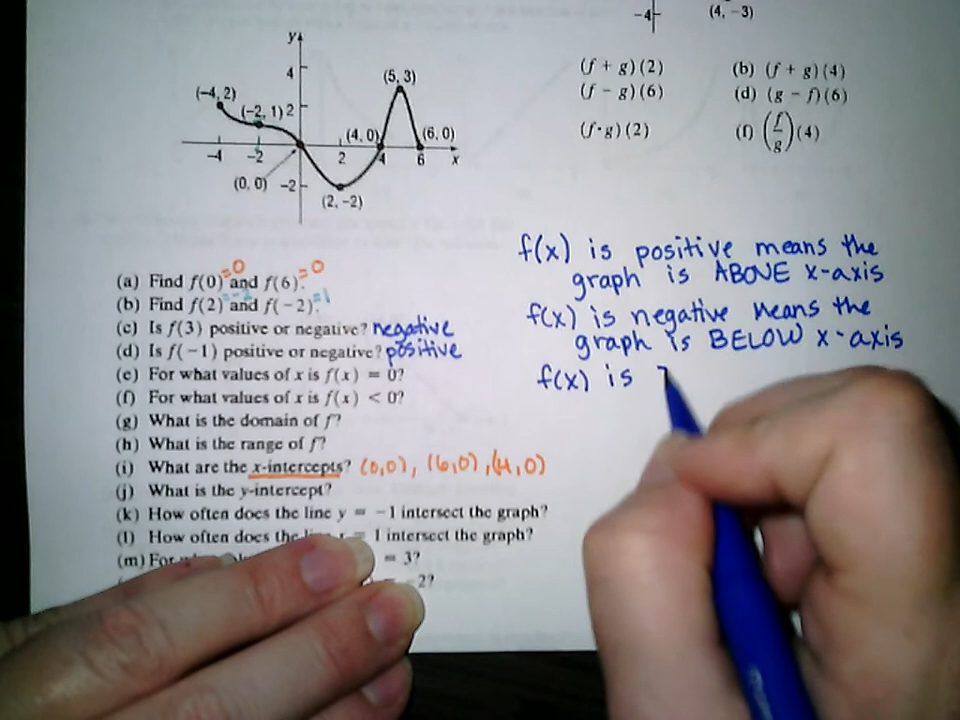 -4
(4, -3)
y
4
(5, 3)
(-4, 2)
(-2, 1) 2
(4, 0)
(6, 0)
-4 -2 2 4 6 x
(0, 0) -2
(2, -2)
(f + g)(2) (b) (f + g)(4)
(f - g)(6) (d) (g - f)(6)
(f·g)(2) (f) (f/g)(4)
(a) Find f(0) =0 and f(6). =0
(b) Find f(2) =-2 and f(-2). =1
(c) Is f(3) positive or negative? negative
(d) Is f(-1) positive or negative? positive
(e) For what values of x is f(x) = 0?
(f) For what values of x is f(x) < 0?
(g) What is the domain of f?
(h) What is the range of f?
(i) What are the x-intercepts? (0,0), (6,0), (4,0)
(j) What is the y-intercept?
(k) How often does the line y = -1 intersect the graph?
(l) How often does the = 1 intersect the graph?
(m) For = 3?
2?
f(x) is positive means the
graph is ABOVE x-axis
f(x) is negative means the
graph is BELOW x-axis
f(x) is